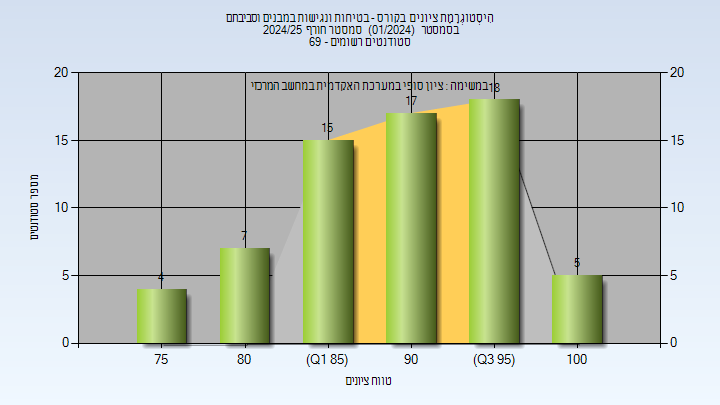 היסטוגרמת ציונים בקורס - בטיחות ונגישות במבנים וסביבתם
בסמסטר (01/2024) סמסטר חורף 2024/25
סטודנטים רשומים - 69
במשימה : ציון סופי במערכת האקדמית במחשב המרכזי
20 20
18
17
15 15 15
10 10
7
5 5 5
4
0 0
75 80 (Q1 85) 90 (Q3 95) 100
מספר סטודנטים
טווח ציונים